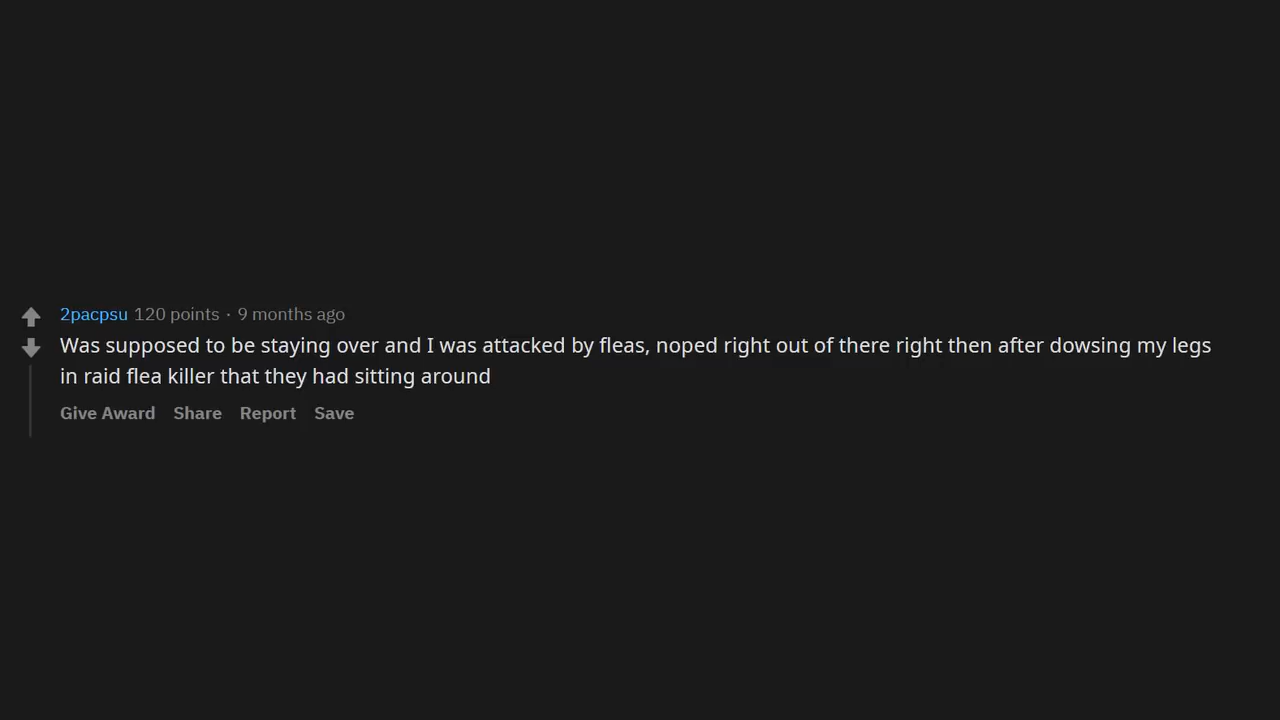 2pacpsu 120 points · 9 months ago
Was supposed to be staying over and I was attacked by fleas, noped right out of there right then after dowsing my legs
in raid flea killer that they had sitting around
Give Award Share Report Save